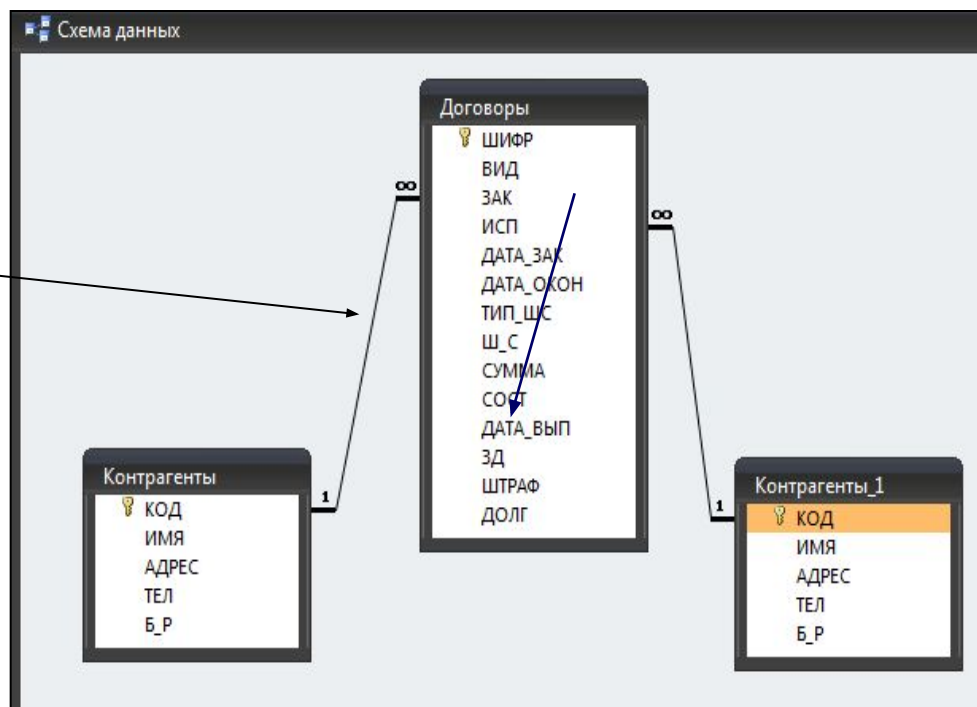 Схема данных
Договоры
ШИФР
ВИД
ЗАК
ИСП
ДАТА_ЗАК
ДАТА_ОКОН
ТИП_ШС
Ш_С
СУММА
СОСТ
ДАТА_ВЫП
ЗД
ШТРАФ
ДОЛГ
∞
∞
Контрагенты
КОД
ИМЯ
АДРЕС
ТЕЛ
Б_Р
1
Контрагенты_1
КОД
ИМЯ
АДРЕС
ТЕЛ
Б_Р
1